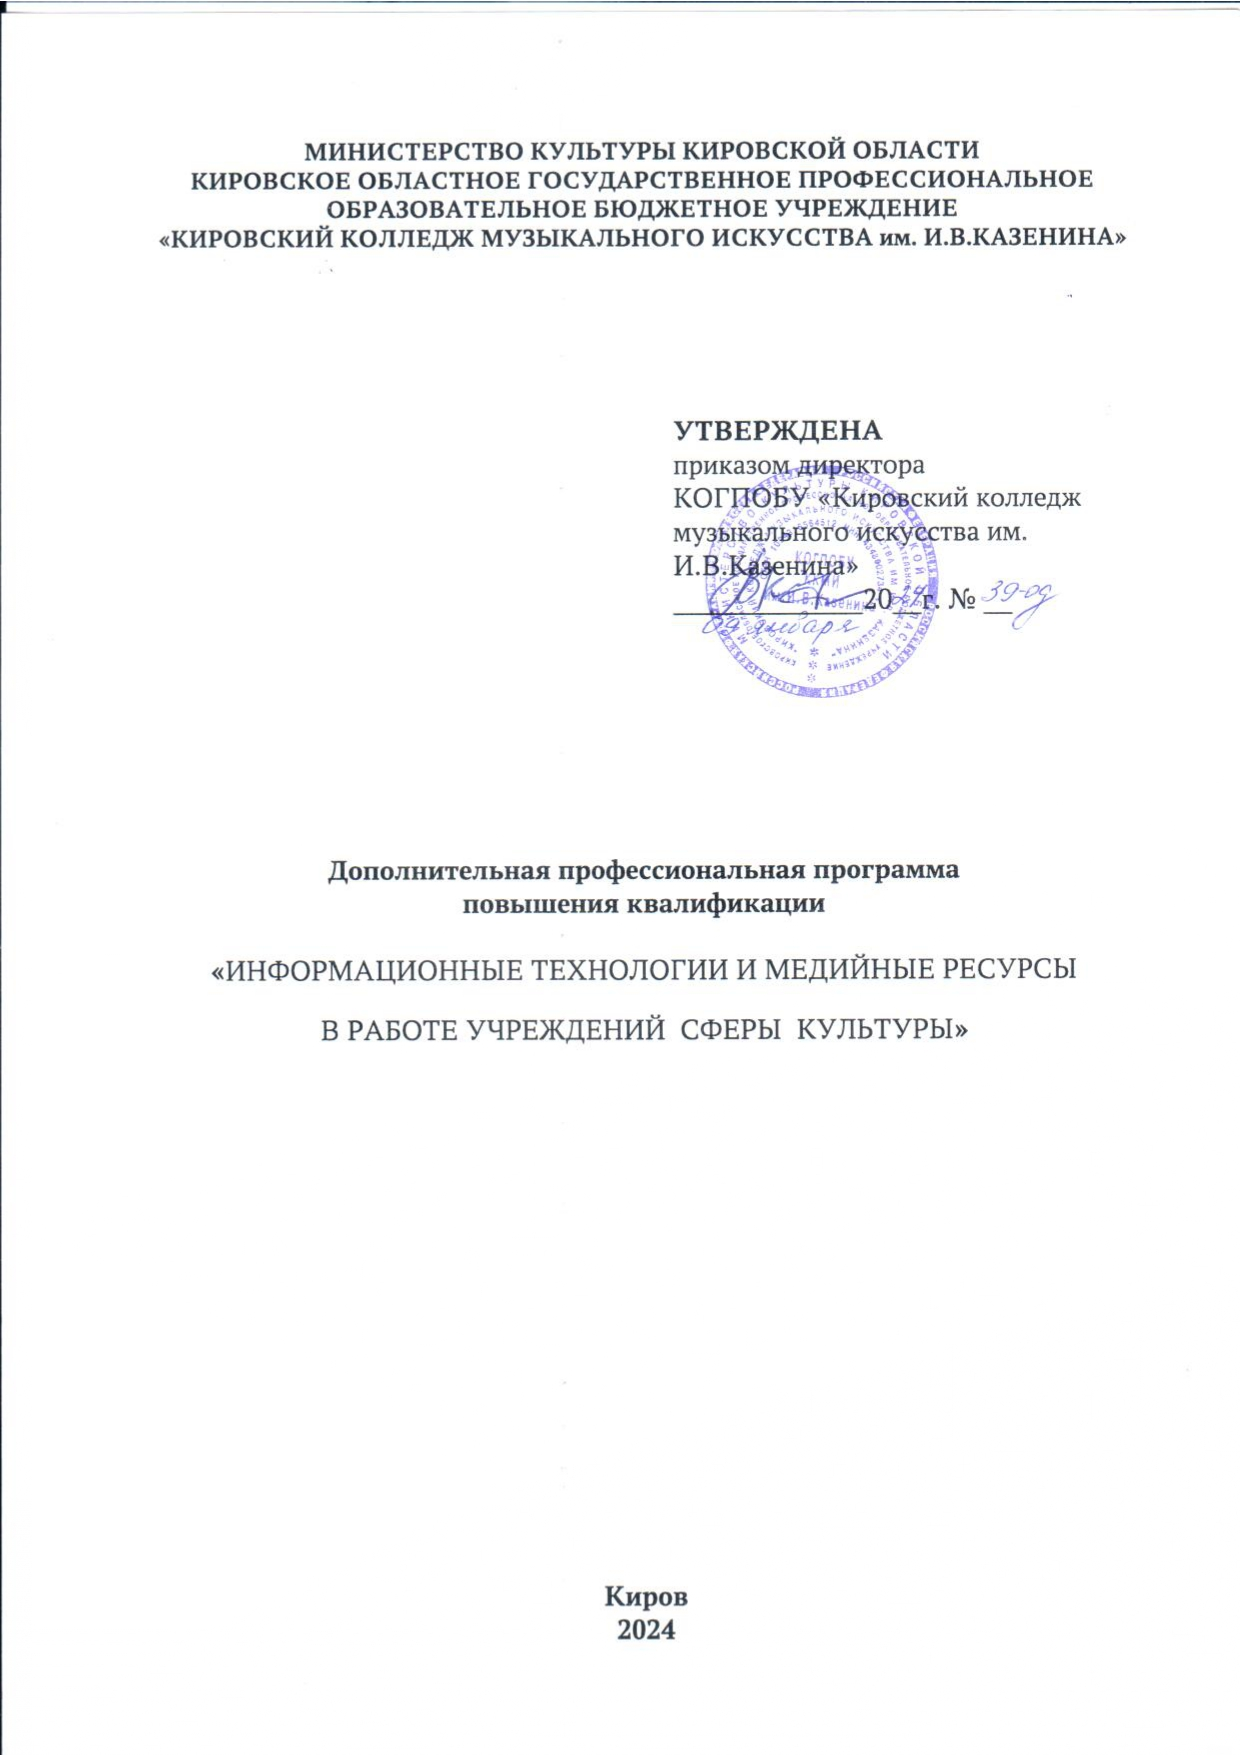 МИНИСТЕРСТВО КУЛЬТУРЫ КИРОВСКОЙ ОБЛАСТИ
КИРОВСКОЕ ОБЛАСТНОЕ ГОСУДАРСТВЕННОЕ ПРОФЕССИОНАЛЬНОЕ
ОБРАЗОВАТЕЛЬНОЕ БЮДЖЕТНОЕ УЧРЕЖДЕНИЕ
«КИРОВСКИЙ КОЛЛЕДЖ МУЗЫКАЛЬНОГО ИСКУССТВА им. И.В.КАЗЕНИНА»
УТВЕРЖДЕНА
приказом директора
КОГПОБУ «Кировский колледж
музыкального искусства им.
И.В.Казенина»
20 24 г. № 39-од
09 января
Дополнительная профессиональная программа
повышения квалификации
«ИНФОРМАЦИОННЫЕ ТЕХНОЛОГИИ И МЕДИЙНЫЕ РЕСУРСЫ
В РАБОТЕ УЧРЕЖДЕНИЙ СФЕРЫ КУЛЬТУРЫ»
Киров
2024